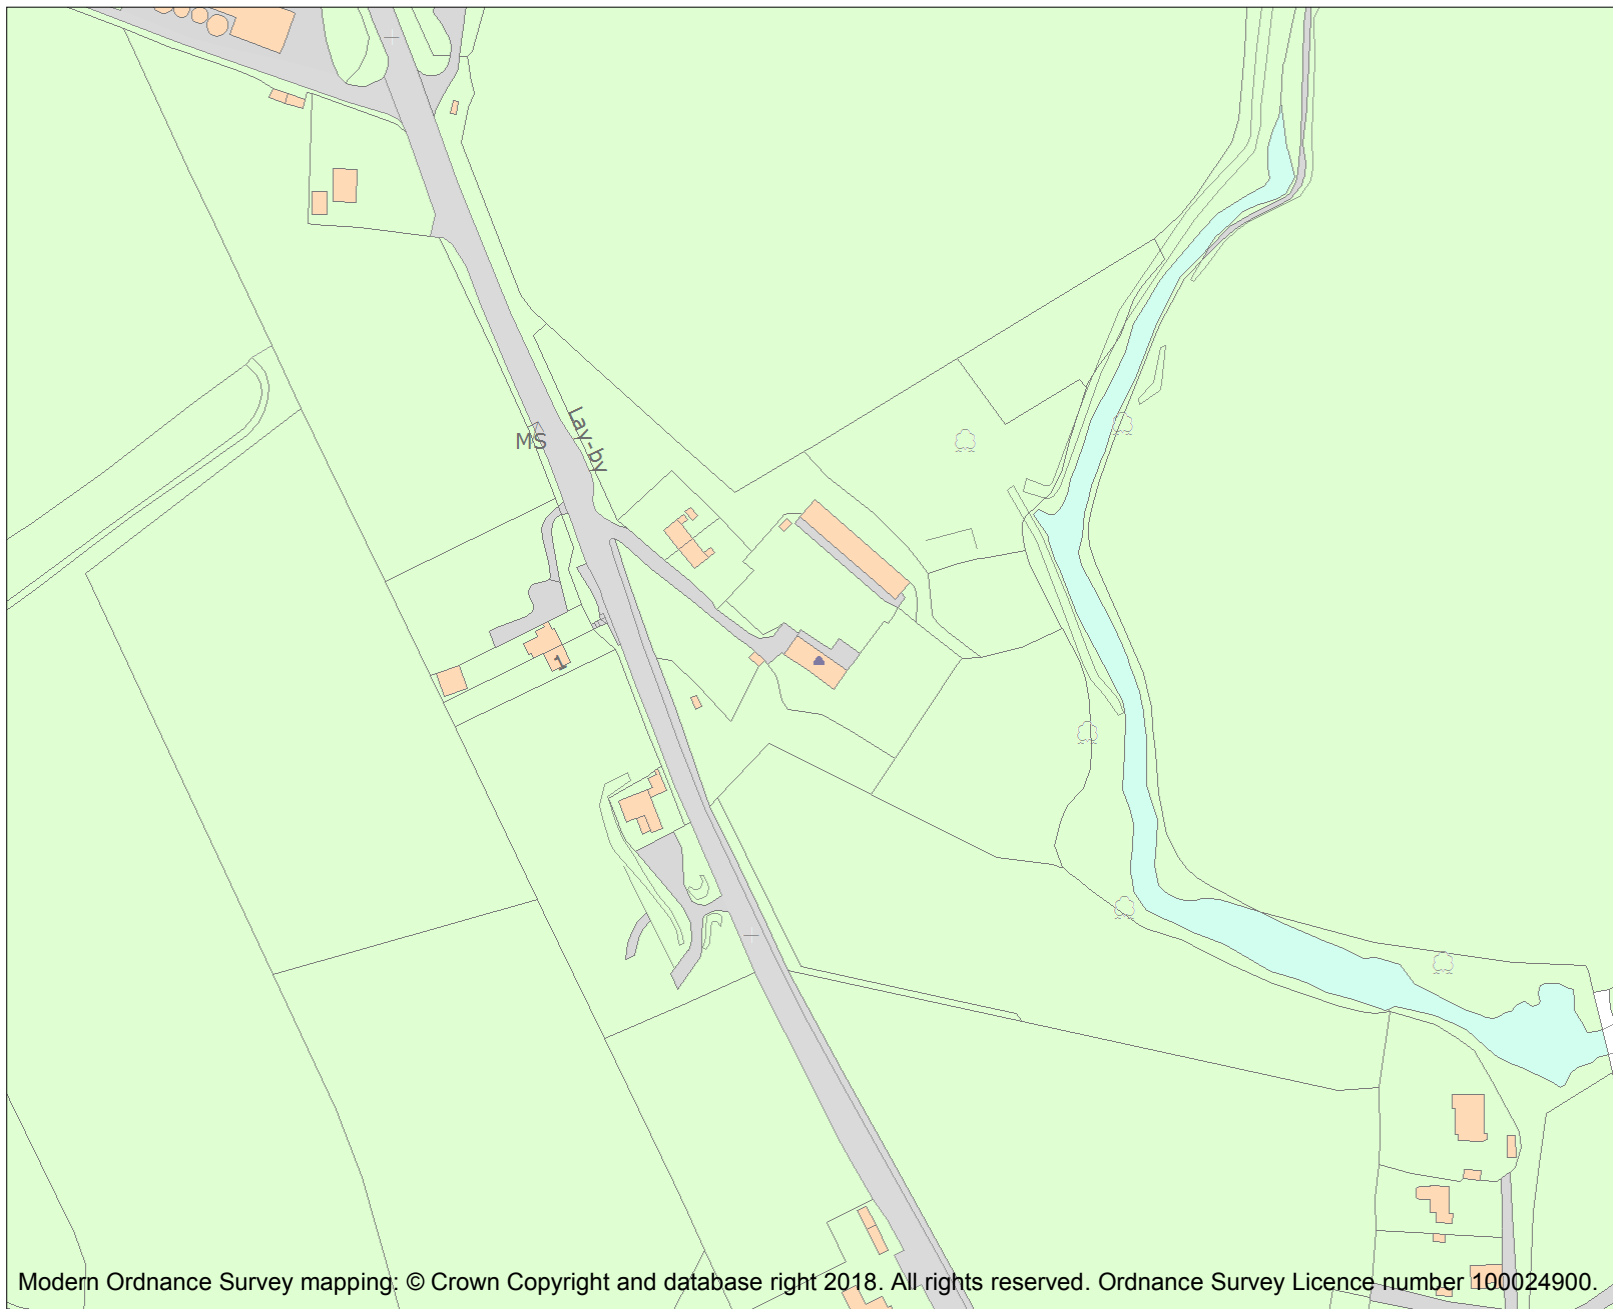 Lay-by
MS
1
Modern Ordnance Survey mapping: © Crown Copyright and database right 2018. All rights reserved. Ordnance Survey Licence number 100024900.